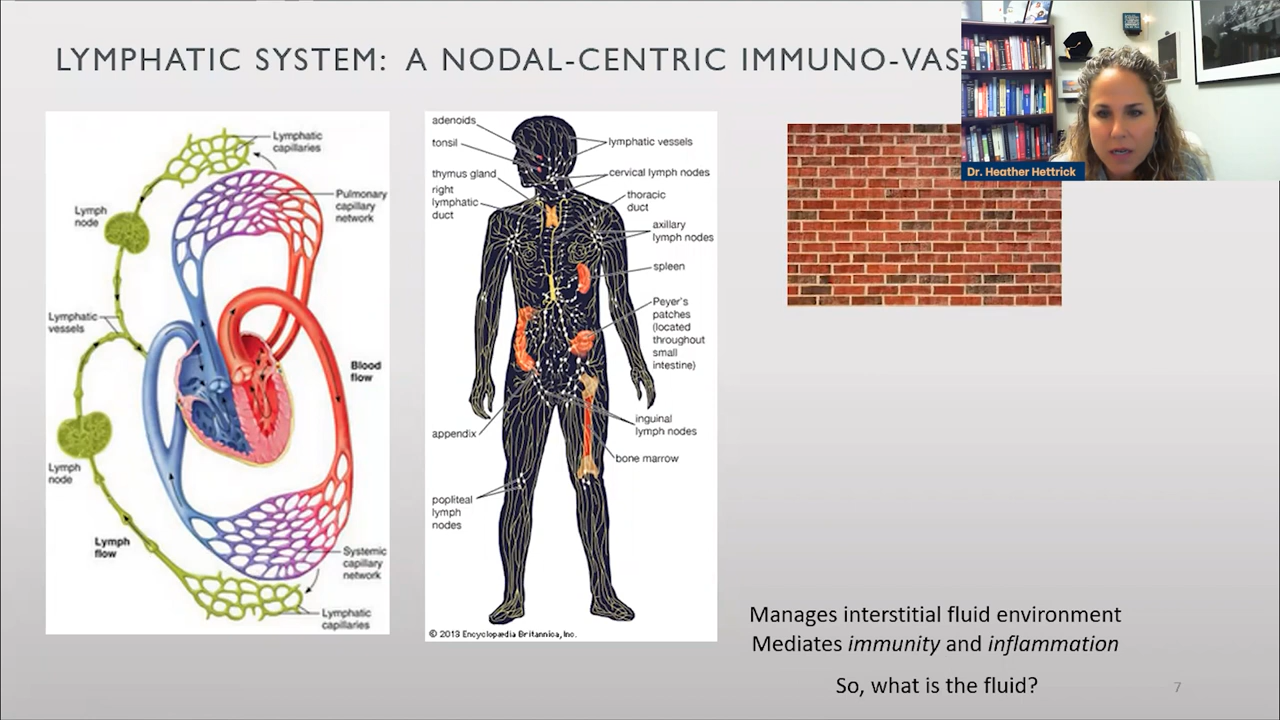 LYMPHATIC SYSTEM: A NODAL-CENTRIC IMMUNO-VAS
Dr. Heather Hettrick
Lymphatic
capillaries
Pulmonary
capillary
network
Lymph
node
Lymphatic
vessels
Blood
flow
Lymph
node
Lymph
flow
Systemic
capillary
network
Lymphatic
capillaries
adenoids
tonsil
thymus gland
right
lymphatic
duct
appendix
popliteal
lymph
nodes
lymphatic vessels
cervical lymph nodes
thoracic
duct
axillary
lymph nodes
spleen
Peyer's
patches
(located
throughout
small
intestine)
inguinal
lymph nodes
bone marrow
© 2013 Encyclopædia Britannica, Inc.
Manages interstitial fluid environment
Mediates immunity and inflammation
So, what is the fluid?
7